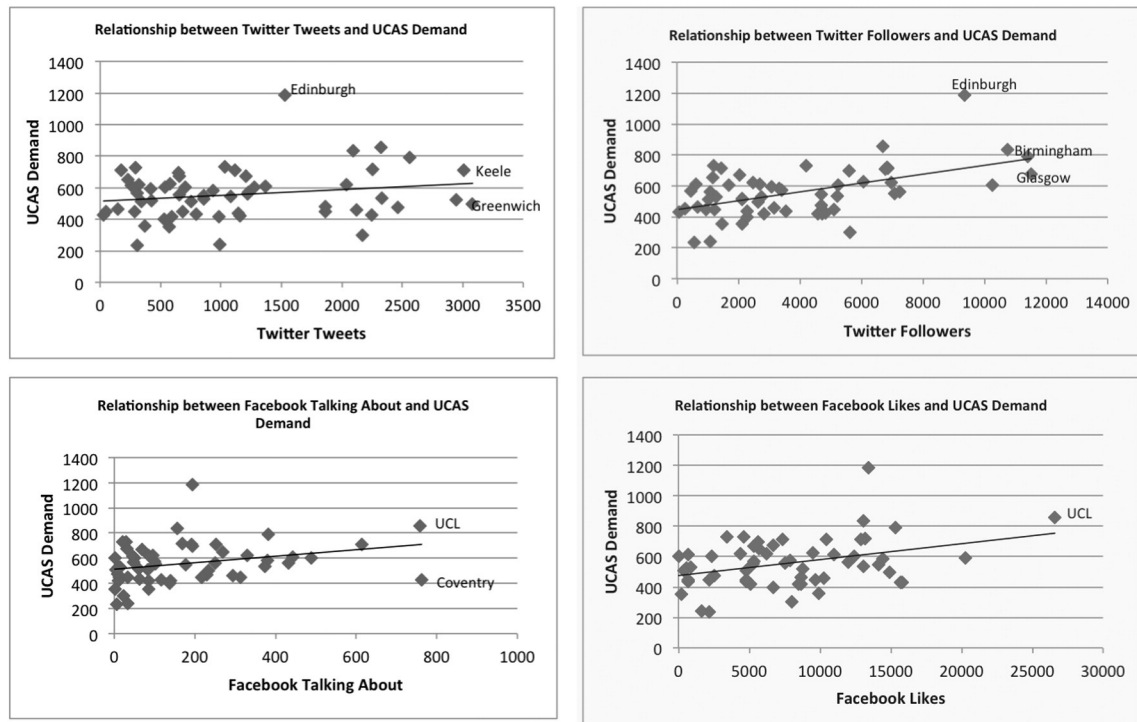 Relationship between Twitter Tweets and UCAS Demand
UCAS Demand
1400
1200
1000
800
600
400
200
0
Edinburgh
Keele
Greenwich
0 500 1000 1500 2000 2500 3000 3500
Twitter Tweets
Relationship between Twitter Followers and UCAS Demand
UCAS Demand
1400
1200
1000
800
600
400
200
0
Edinburgh
Birmingham
Glasgow
0 2000 4000 6000 8000 10000 12000 14000
Twitter Followers
Relationship between Facebook Talking About and UCAS
Demand
UCAS Demand
1400
1200
1000
800
600
400
200
0
UCL
Coventry
0 200 400 600 800 1000
Facebook Talking About
Relationship between Facebook Likes and UCAS Demand
UCAS Demand
1400
1200
1000
800
600
400
200
0
UCL
0 5000 10000 15000 20000 25000 30000
Facebook Likes